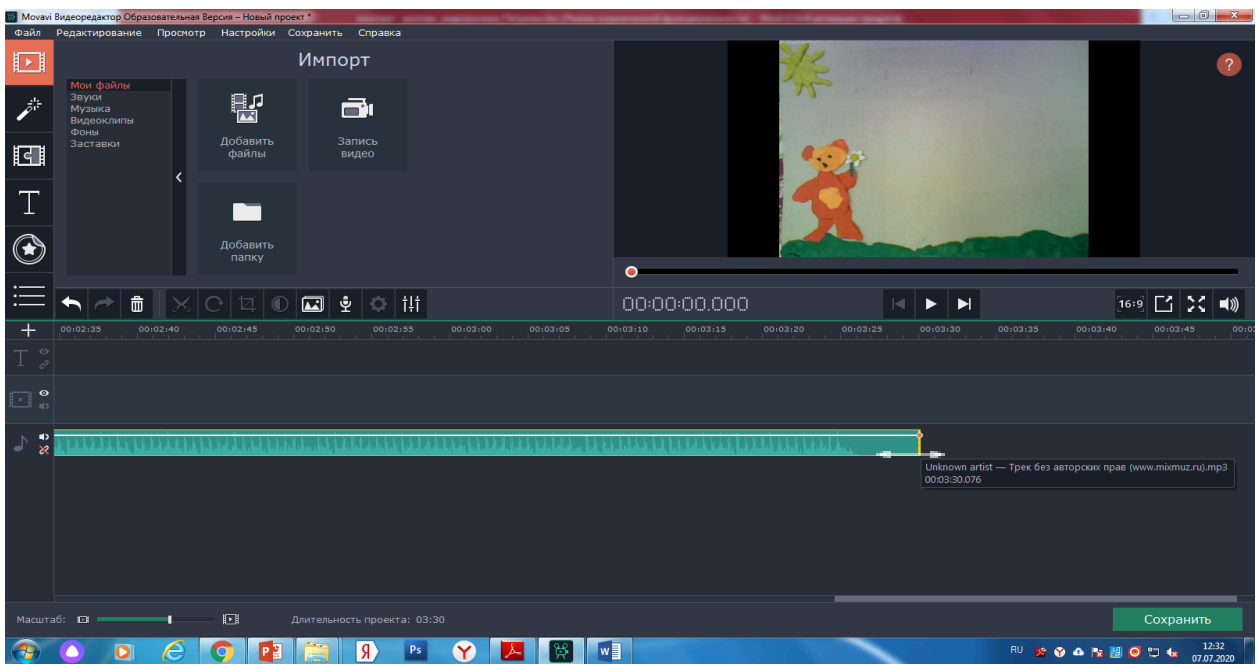 Movavi Видеоредактор Образовательная Версия – Новый проект *
Файл Редактирование Просмотр Настройки Сохранить Справка
Импорт
Мои файлы
Звуки
Музыка
Видеоклипы
Фоны
Заставки
Добавить
файлы
Запись
видео
Добавить
папку
?
00:00:00.000
16:9
00:02:35 00:02:40 00:02:45 00:02:50 00:02:55 00:03:00 00:03:05 00:03:10 00:03:15 00:03:20 00:03:25 00:03:30 00:03:35 00:03:40 00:03:45
Unknown artist — Трек без авторских прав (www.mixmuz.ru).mp3
00:03:30.076
Масштаб:
Длительность проекта: 03:30
Сохранить
Ps
RU
12:32
07.07.2020